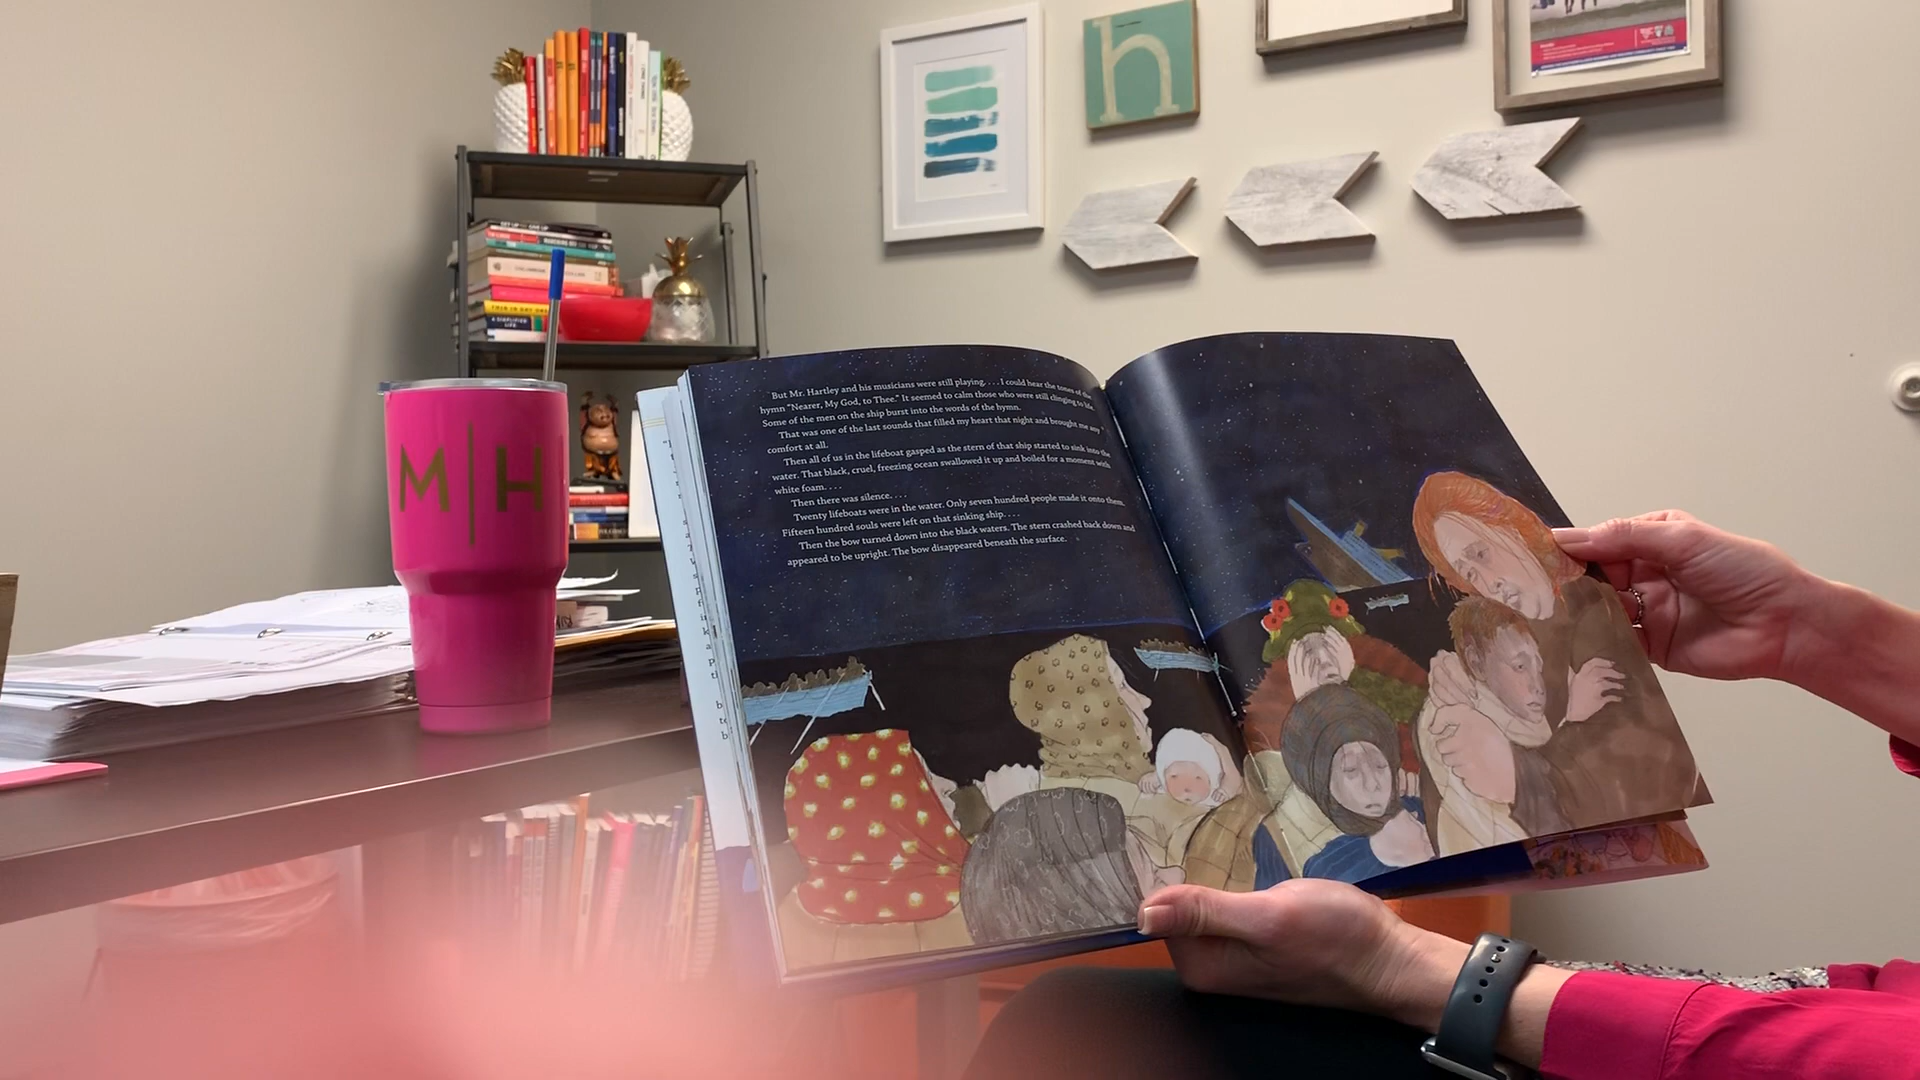 h
M|H
THIS IS DAY ONE
A SIMPLIFIED
LIFE
But Mr. Hartley and his musicians were still playing. . . . I could hear the tones of the
hymn “Nearer, My God, to Thee.” It seemed to calm those who were still clinging to life.
Some of the men on the ship burst into the words of the hymn.
That was one of the last sounds that filled my heart that night and brought me any
comfort at all.
Then all of us in the lifeboat gasped as the stern of that ship started to sink into the
water. That black, cruel, freezing ocean swallowed it up and boiled for a moment with
white foam. . . .
Then there was silence. . . .
Twenty lifeboats were in the water. Only seven hundred people made it onto them.
Fifteen hundred souls were left on that sinking ship. . . .
Then the bow turned down into the black waters. The stern crashed back down and
appeared to be upright. The bow disappeared beneath the surface.